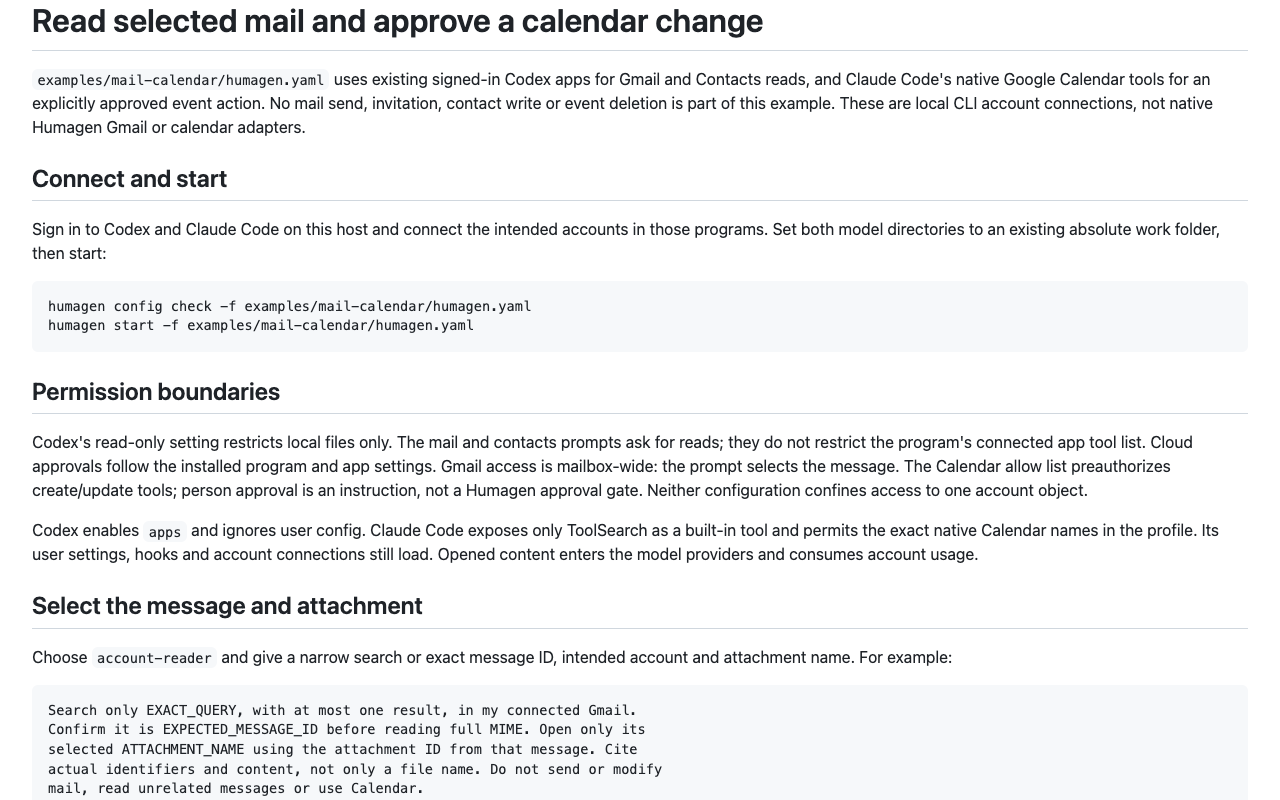 Read selected mail and approve a calendar change
examples/mail-calendar/humagen.yaml uses existing signed-in Codex apps for Gmail and Contacts reads, and Claude Code's native Google Calendar tools for an
explicitly approved event action. No mail send, invitation, contact write or event deletion is part of this example. These are local CLI account connections, not native
Humagen Gmail or calendar adapters.
Connect and start
Sign in to Codex and Claude Code on this host and connect the intended accounts in those programs. Set both model directories to an existing absolute work folder,
then start:
humagen config check -f examples/mail-calendar/humagen.yaml
humagen start -f examples/mail-calendar/humagen.yaml
Permission boundaries
Codex's read-only setting restricts local files only. The mail and contacts prompts ask for reads; they do not restrict the program's connected app tool list. Cloud
approvals follow the installed program and app settings. Gmail access is mailbox-wide: the prompt selects the message. The Calendar allow list preauthorizes
create/update tools; person approval is an instruction, not a Humagen approval gate. Neither configuration confines access to one account object.
Codex enables apps and ignores user config. Claude Code exposes only ToolSearch as a built-in tool and permits the exact native Calendar names in the profile. Its
user settings, hooks and account connections still load. Opened content enters the model providers and consumes account usage.
Select the message and attachment
Choose account-reader and give a narrow search or exact message ID, intended account and attachment name. For example:
Search only EXACT_QUERY, with at most one result, in my connected Gmail.
Confirm it is EXPECTED_MESSAGE_ID before reading full MIME. Open only its
selected ATTACHMENT_NAME using the attachment ID from that message. Cite
actual identifiers and content, not only a file name. Do not send or modify
mail, read unrelated messages or use Calendar.